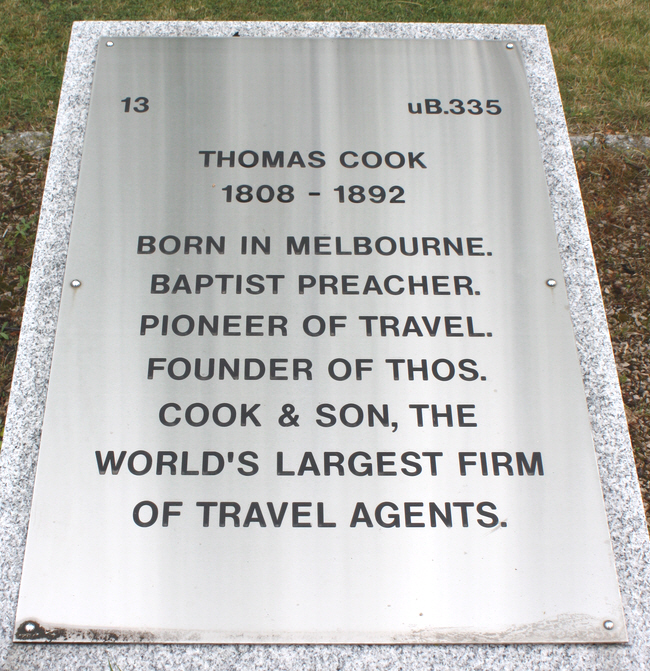 13 uB.335
THOMAS COOK
1808 - 1892
BORN IN MELBOURNE.
BAPTIST PREACHER.
PIONEER OF TRAVEL.
FOUNDER OF THOS.
COOK & SON, THE
WORLD'S LARGEST FIRM
OF TRAVEL AGENTS.